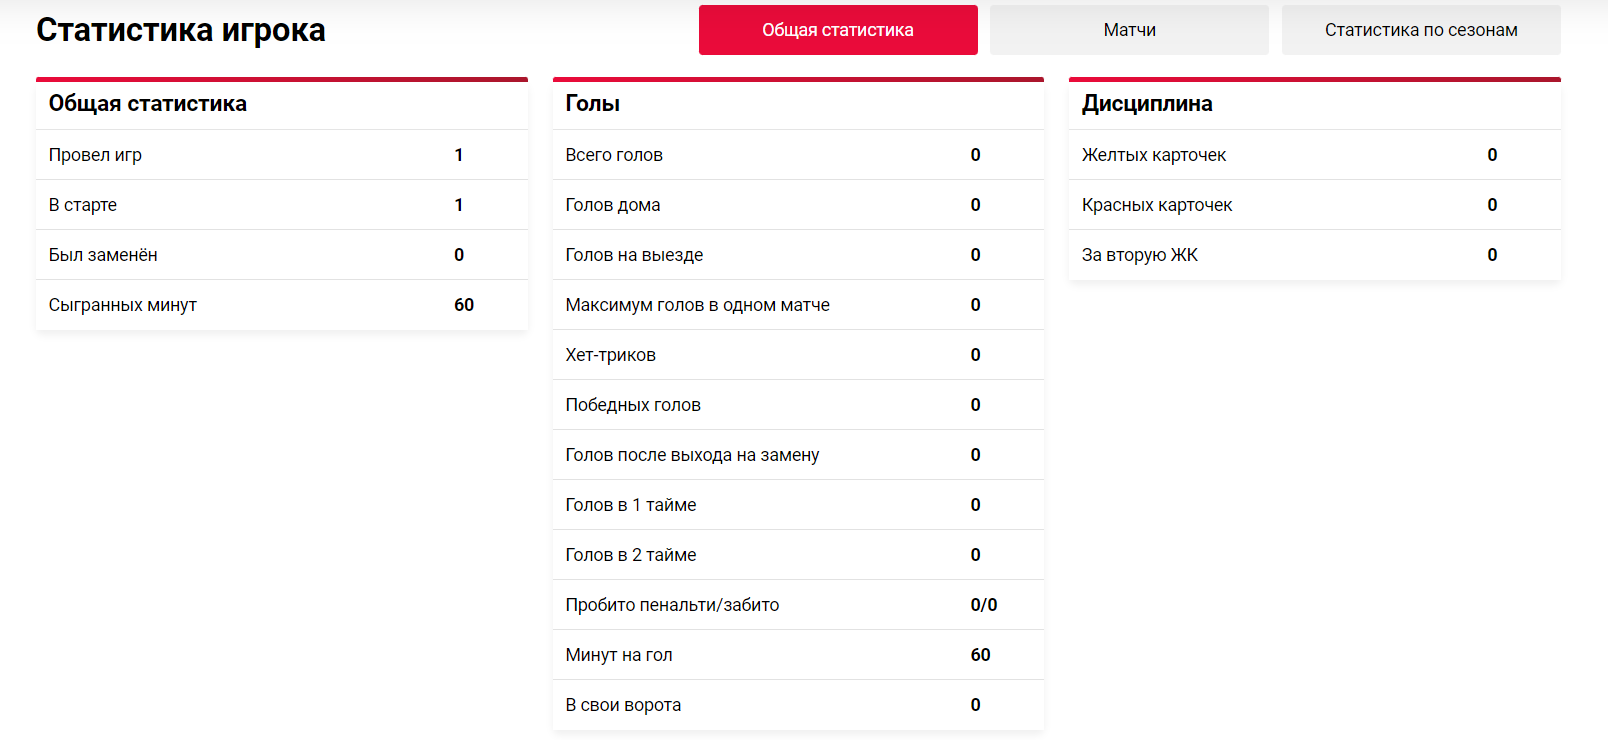 Статистика игрока
Общая статистика
Матчи
Статистика по сезонам
Общая статистика
Провел игр 1
В старте 1
Был заменён 0
Сыгранных минут 60
Голы
Всего голов 0
Голов дома 0
Голов на выезде 0
Максимум голов в одном матче 0
Хет-триков 0
Победных голов 0
Голов после выхода на замену 0
Голов в 1 тайме 0
Голов в 2 тайме 0
Пробито пенальти/забито 0/0
Минут на гол 60
В свои ворота 0
Дисциплина
Желтых карточек 0
Красных карточек 0
За вторую ЖК 0